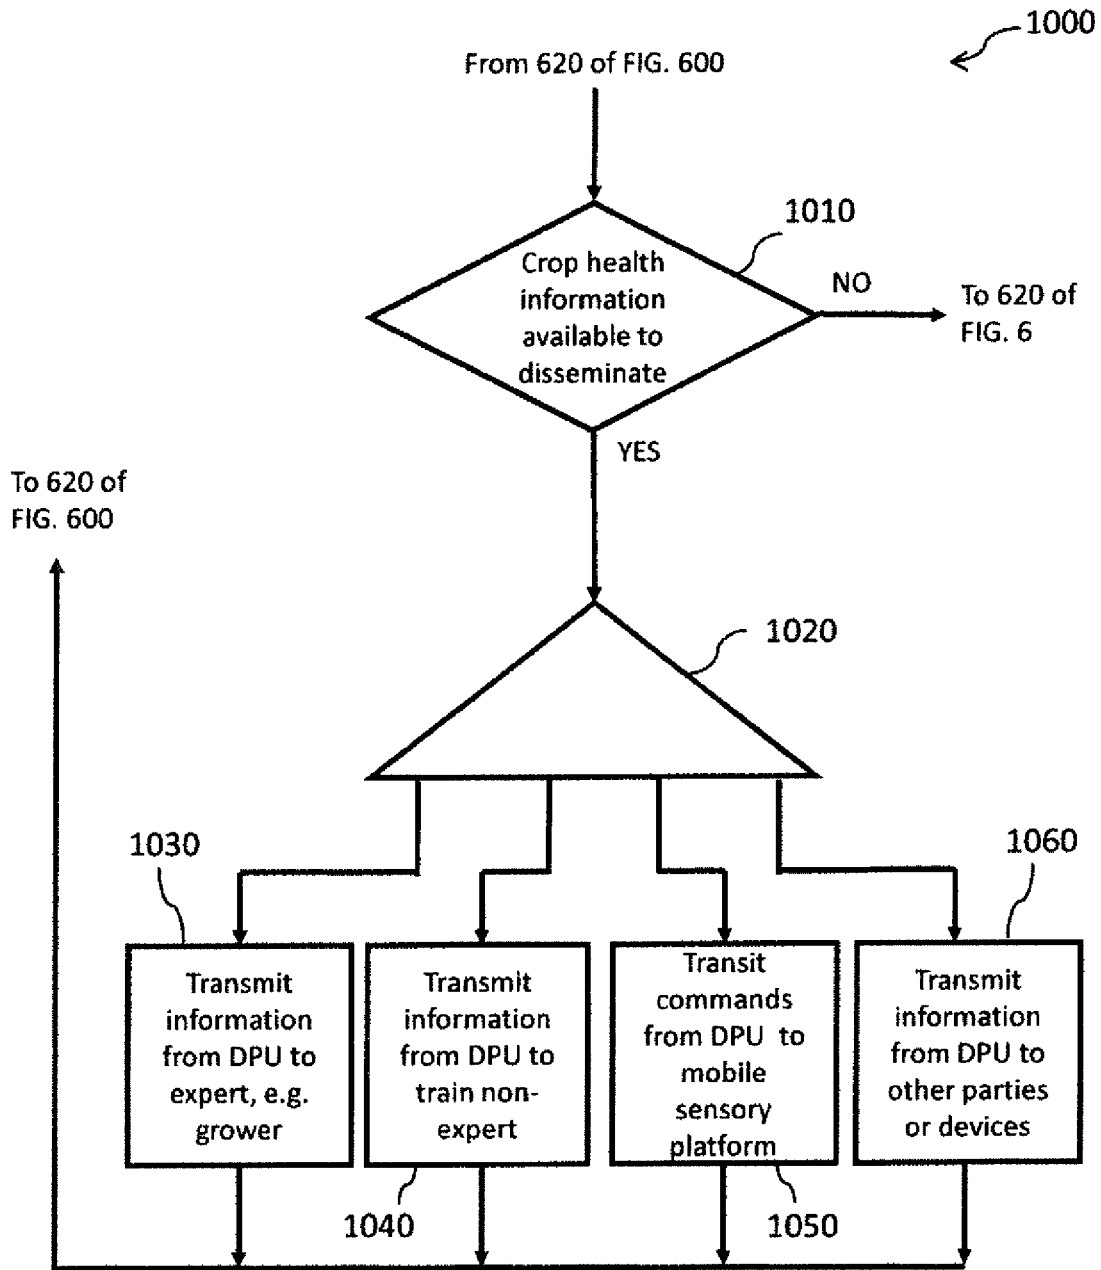 1000
From 620 of FIG. 600
1010
Crop health
information
available to
disseminate
NO
To 620 of
FIG. 6
YES
To 620 of
FIG. 600
1020
1030
1060
Transmit
information
from DPU to
expert, e.g.
grower
Transmit
information
from DPU to
train non-
expert
Transit
commands
from DPU to
mobile
sensory
platform
Transmit
information
from DPU to
other parties
or devices
1040
1050